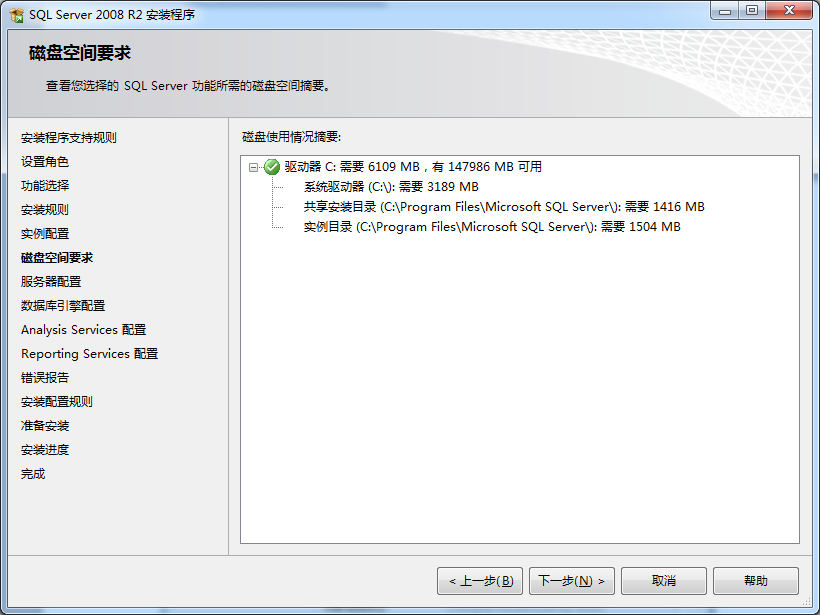 SQL Server 2008 R2 安装程序
磁盘空间要求
查看您选择的 SQL Server 功能所需的磁盘空间摘要。
安装程序支持规则
设置角色
功能选择
安装规则
实例配置
磁盘空间要求
服务器配置
数据库引擎配置
Analysis Services 配置
Reporting Services 配置
错误报告
安装配置规则
准备安装
安装进度
完成
磁盘使用情况摘要:
驱动器 C: 需要 6109 MB，有 147986 MB 可用
系统驱动器 (C:\): 需要 3189 MB
共享安装目录 (C:\Program Files\Microsoft SQL Server\): 需要 1416 MB
实例目录 (C:\Program Files\Microsoft SQL Server\): 需要 1504 MB
< 上一步(B)
下一步(N) >
取消
帮助